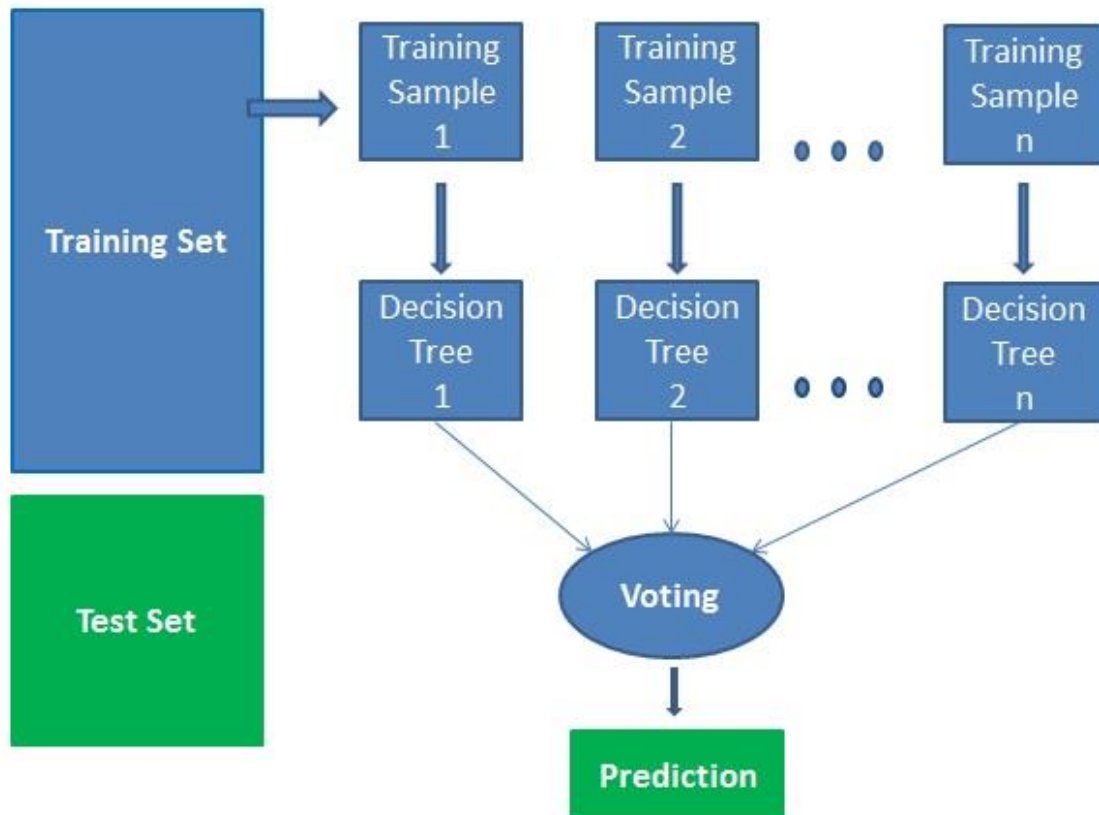 Training
Sample
1
Training
Sample
2
Training
Sample
n
Training Set
Decision
Tree
1
Decision
Tree
2
Decision
Tree
n
Voting
Test Set
Prediction